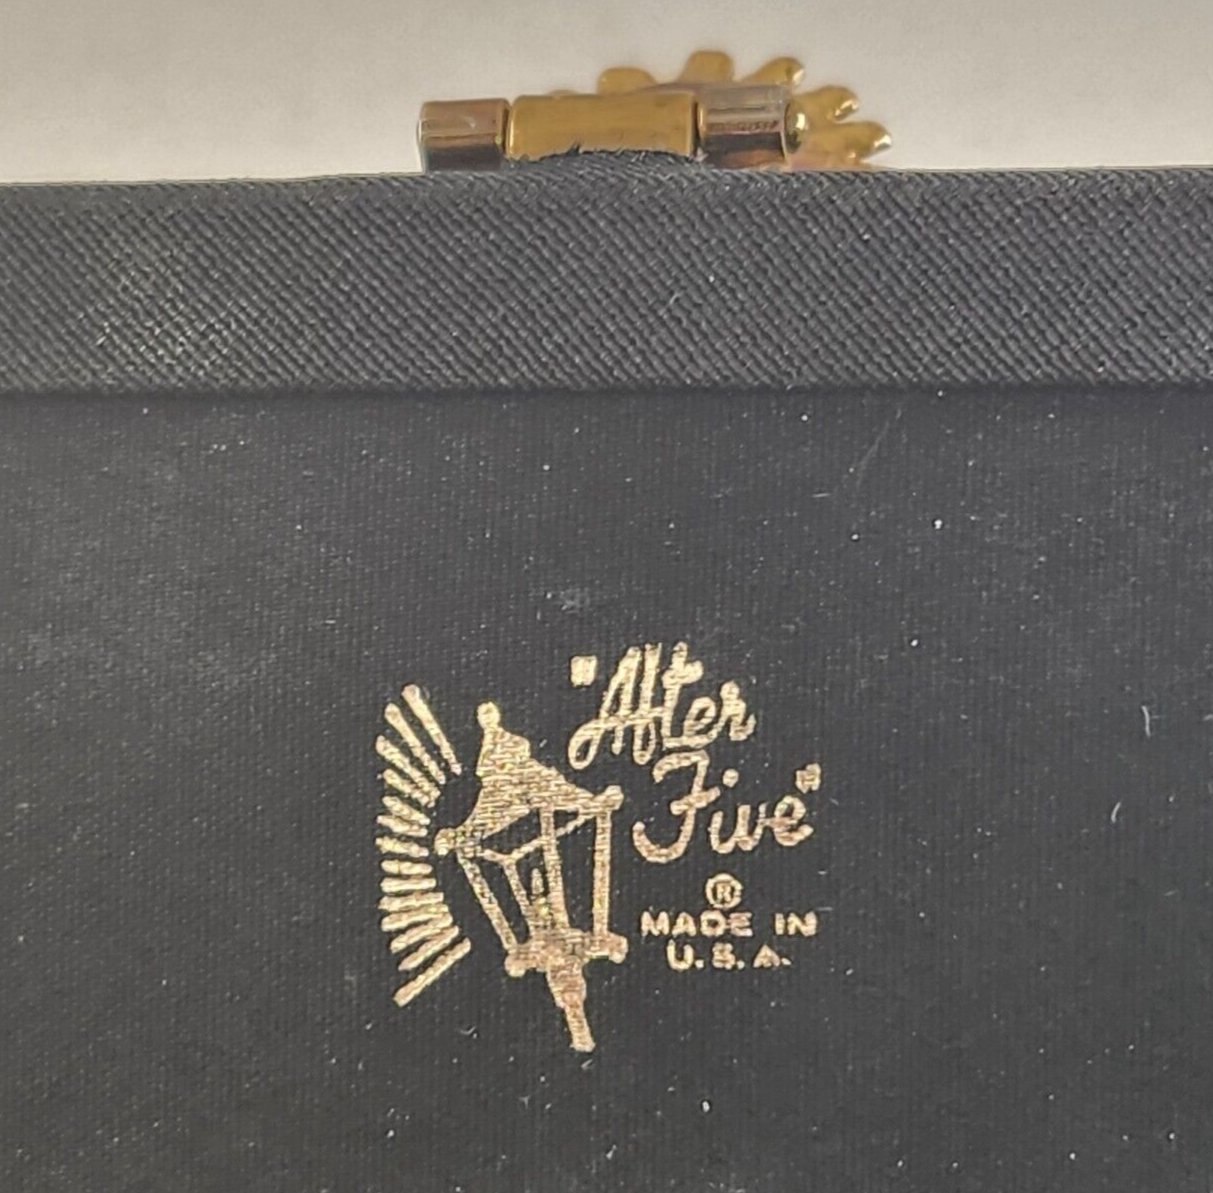 "After
Five"
®
MADE IN
U.S.A.